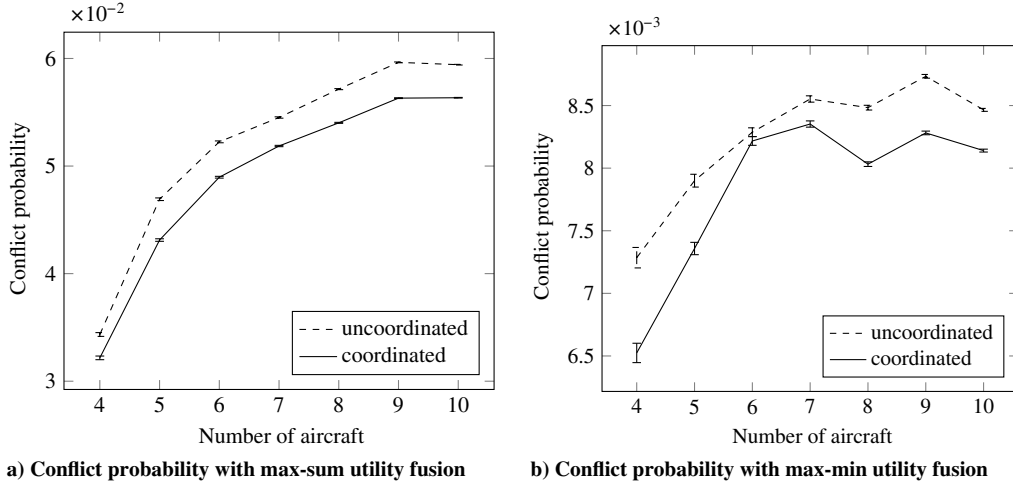 ×10⁻²
6
5
4
3
Conflict probability
uncoordinated
coordinated
4 5 6 7 8 9 10
Number of aircraft
a) Conflict probability with max-sum utility fusion
×10⁻³
8.5
8
7.5
7
6.5
Conflict probability
uncoordinated
coordinated
4 5 6 7 8 9 10
Number of aircraft
b) Conflict probability with max-min utility fusion